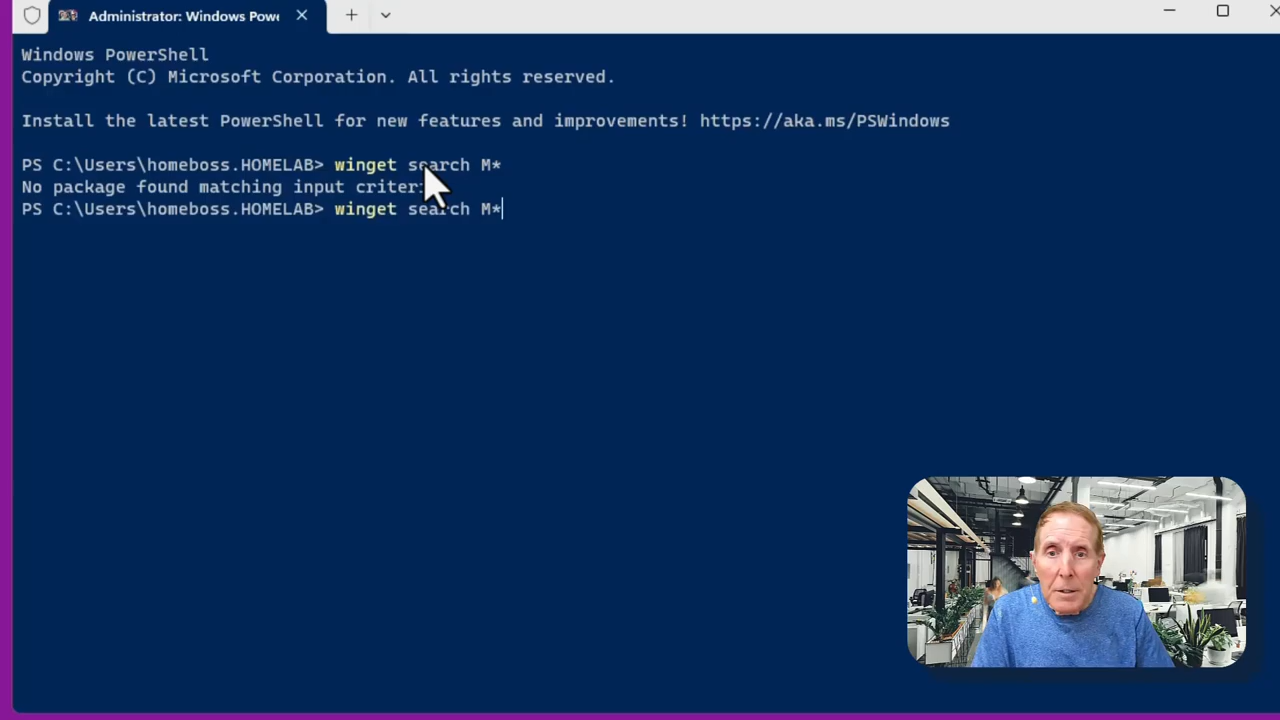 Administrator: Windows Powe
Windows PowerShell
Copyright (C) Microsoft Corporation. All rights reserved.
Install the latest PowerShell for new features and improvements! https://aka.ms/PSWindows
PS C:\Users\homeboss.HOMELAB> winget search M*
No package found matching input criter
PS C:\Users\homeboss.HOMELAB> winget search M*